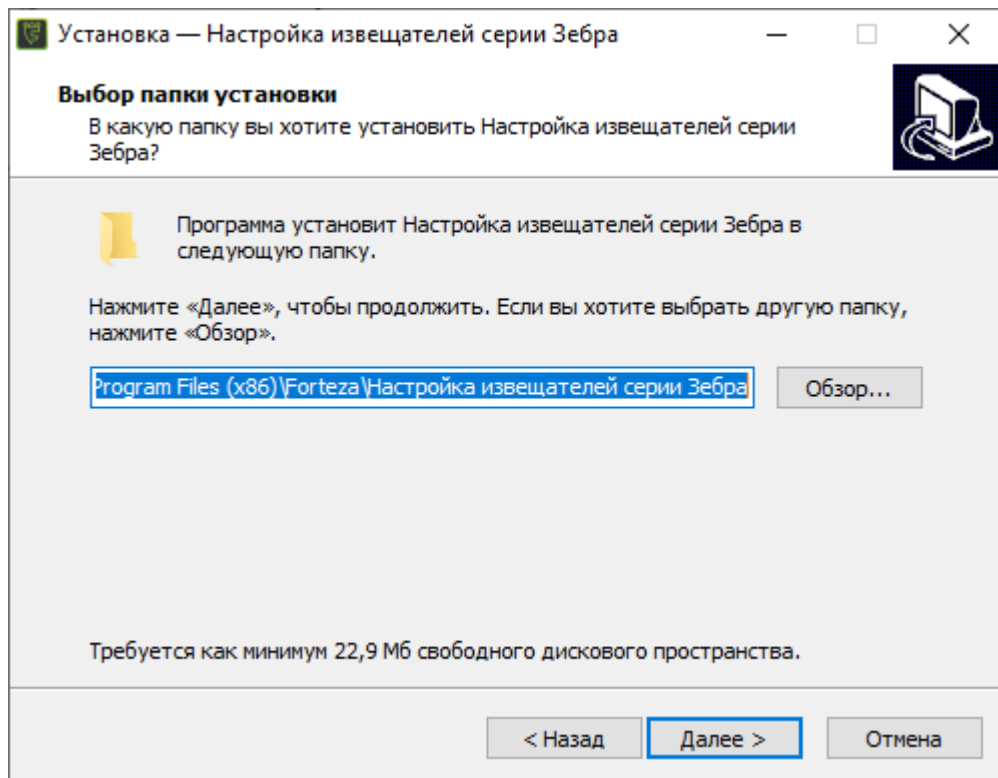 Установка — Настройка извещателей серии Зебра
Выбор папки установки
В какую папку вы хотите установить Настройка извещателей серии
Зебра?
Программа установит Настройка извещателей серии Зебра в
следующую папку.
Нажмите «Далее», чтобы продолжить. Если вы хотите выбрать другую папку,
нажмите «Обзор».
Program Files (x86)\Forteza\Настройка извещателей серии Зебра
Обзор...
Требуется как минимум 22,9 Мб свободного дискового пространства.
< Назад
Далее >
Отмена